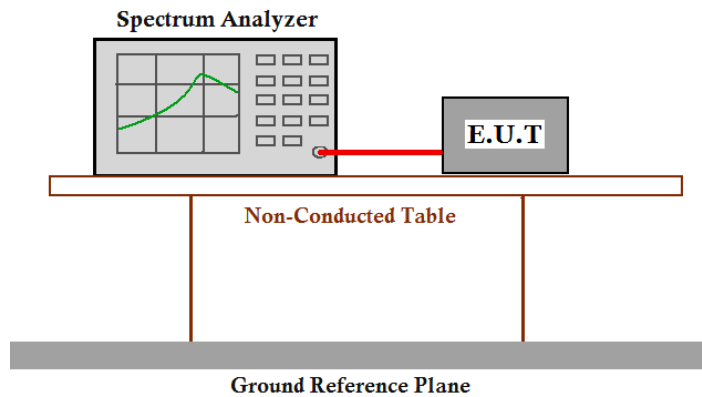 Spectrum Analyzer
E.U.T
Non-Conducted Table
Ground Reference Plane